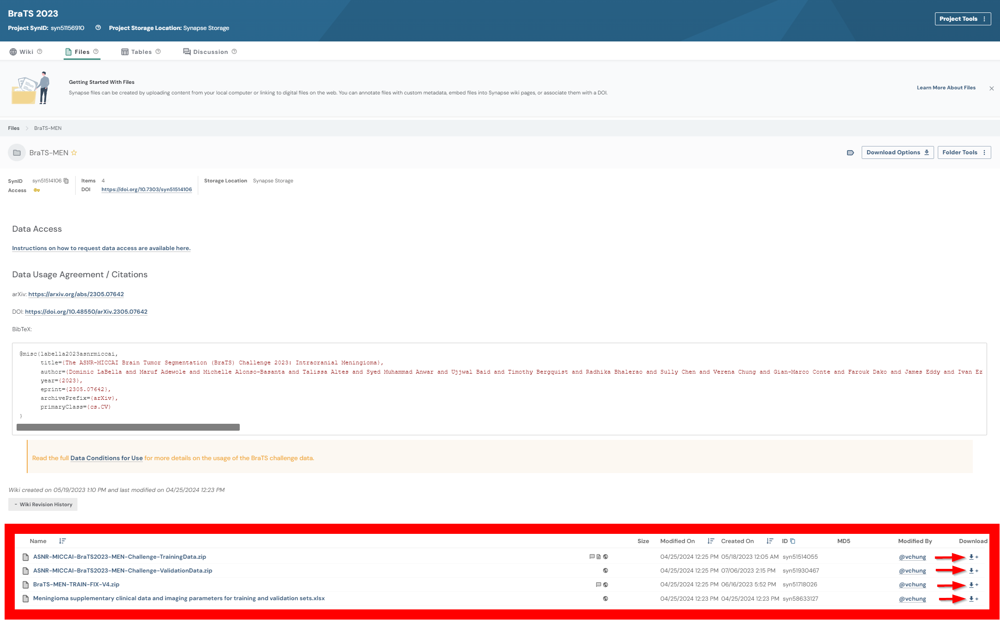 BraTS 2023
Project SynID: syn51156910 Project Storage Location: Synapse Storage
Project Tools
Wiki Files Tables Discussion
Getting Started With Files
Synapse files can be created by uploading content from your local computer or linking to digital files on the web. You can annotate files with custom metadata, embed files into Synapse wiki pages, or associate them with a DOI.
Learn More About Files
Files BraTS-MEN
BraTS-MEN
Download Options Folder Tools
SynID syn51514106 Items 4 Storage Location Synapse Storage
Access DOI https://doi.org/10.7303/syn51514106
Data Access
Instructions on how to request data access are available here.
Data Usage Agreement / Citations
arXiv: https://arxiv.org/abs/2305.07642
DOI: https://doi.org/10.48550/arXiv.2305.07642
BibTeX:
@misc{labella2023asnrmiccai,
title={The ASNR-MICCAI Brain Tumor Segmentation (BraTS) Challenge 2023: Intracranial Meningioma},
author={Dominic LaBella and Maruf Adewole and Michelle Alonso-Basanta and Talissa Altes and Syed Muhammad Anwar and Ujjwal Baid and Timothy Bergquist and Radhika Bhalerao and Sully Chen and Verena Chung and Gian-Marco Conte and Farouk Dako and James Eddy and Ivan Ez
year={2023},
eprint={2305.07642},
archivePrefix={arXiv},
primaryClass={cs.CV}
}
Read the full Data Conditions for Use for more details on the usage of the BraTS challenge data.
Wiki created on 05/19/2023 1:10 PM and last modified on 04/25/2024 12:23 PM
Wiki Revision History
Name Size Modified On Created On ID MD5 Modified By Download
ASNR-MICCAI-BraTS2023-MEN-Challenge-TrainingData.zip 04/25/2024 12:25 PM 05/18/2023 12:05 AM syn51514055 @vchung +
ASNR-MICCAI-BraTS2023-MEN-Challenge-ValidationData.zip 04/25/2024 12:25 PM 07/06/2023 2:15 PM syn51930467 @vchung +
BraTS-MEN-TRAIN-FIX-V4.zip 04/25/2024 12:25 PM 06/16/2023 5:52 PM syn51718026 @vchung +
Meningioma supplementary clinical data and imaging parameters for training and validation sets.xlsx 04/25/2024 12:23 PM 04/25/2024 12:23 PM syn58633127 @vchung +